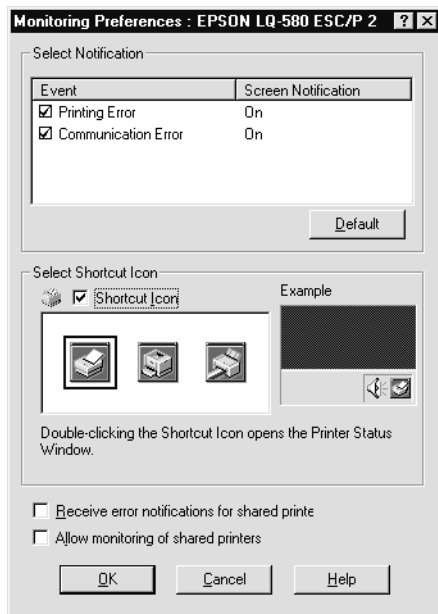 Monitoring Preferences : EPSON LQ-580 ESC/P 2
Select Notification
Event Screen Notification
Printing Error On
Communication Error On
Default
Select Shortcut Icon
Shortcut Icon Example
Double-clicking the Shortcut Icon opens the Printer Status
Window.
Receive error notifications for shared printe
Allow monitoring of shared printers
OK Cancel Help